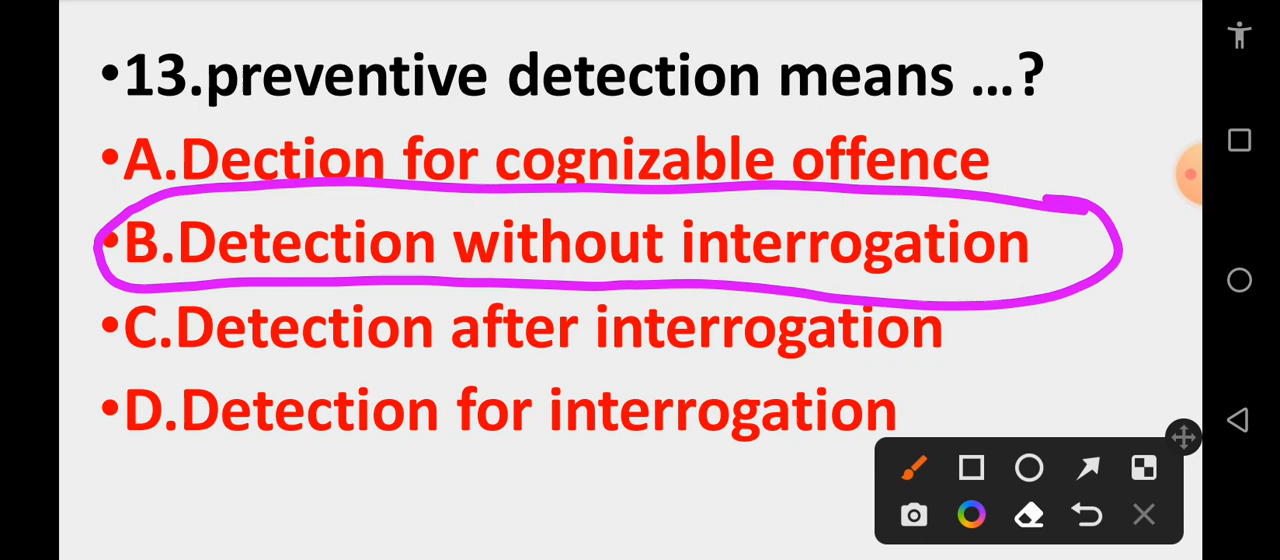 •13.preventive detection means ...?
•A.Dection for cognizable offence
•B.Detection without interrogation
•C.Detection after interrogation
•D.Detection for interrogation